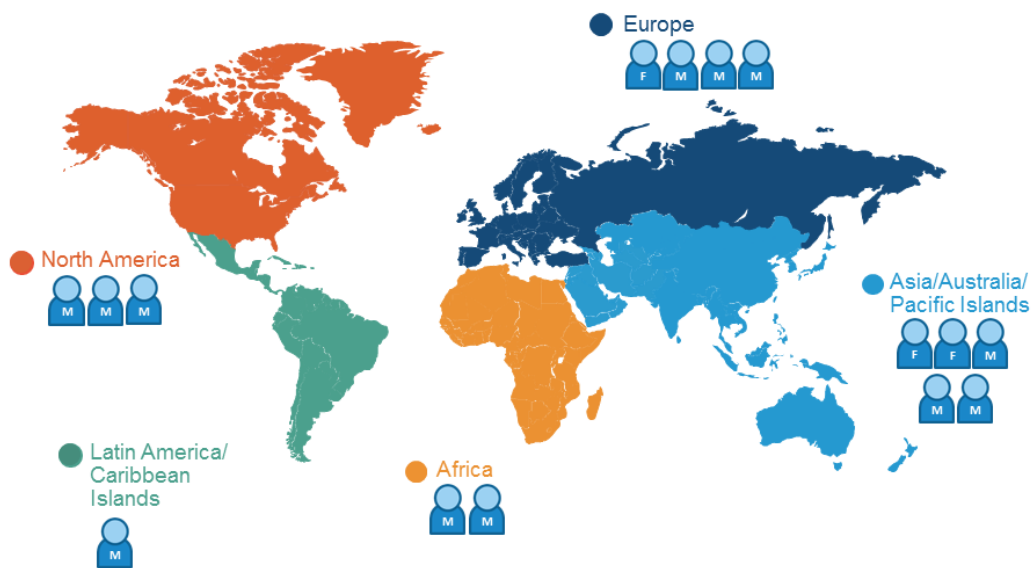 Europe
F M M M
North America
M M M
Asia/Australia/
Pacific Islands
F F M
M M
Latin America/
Caribbean
Islands
M
Africa
M M